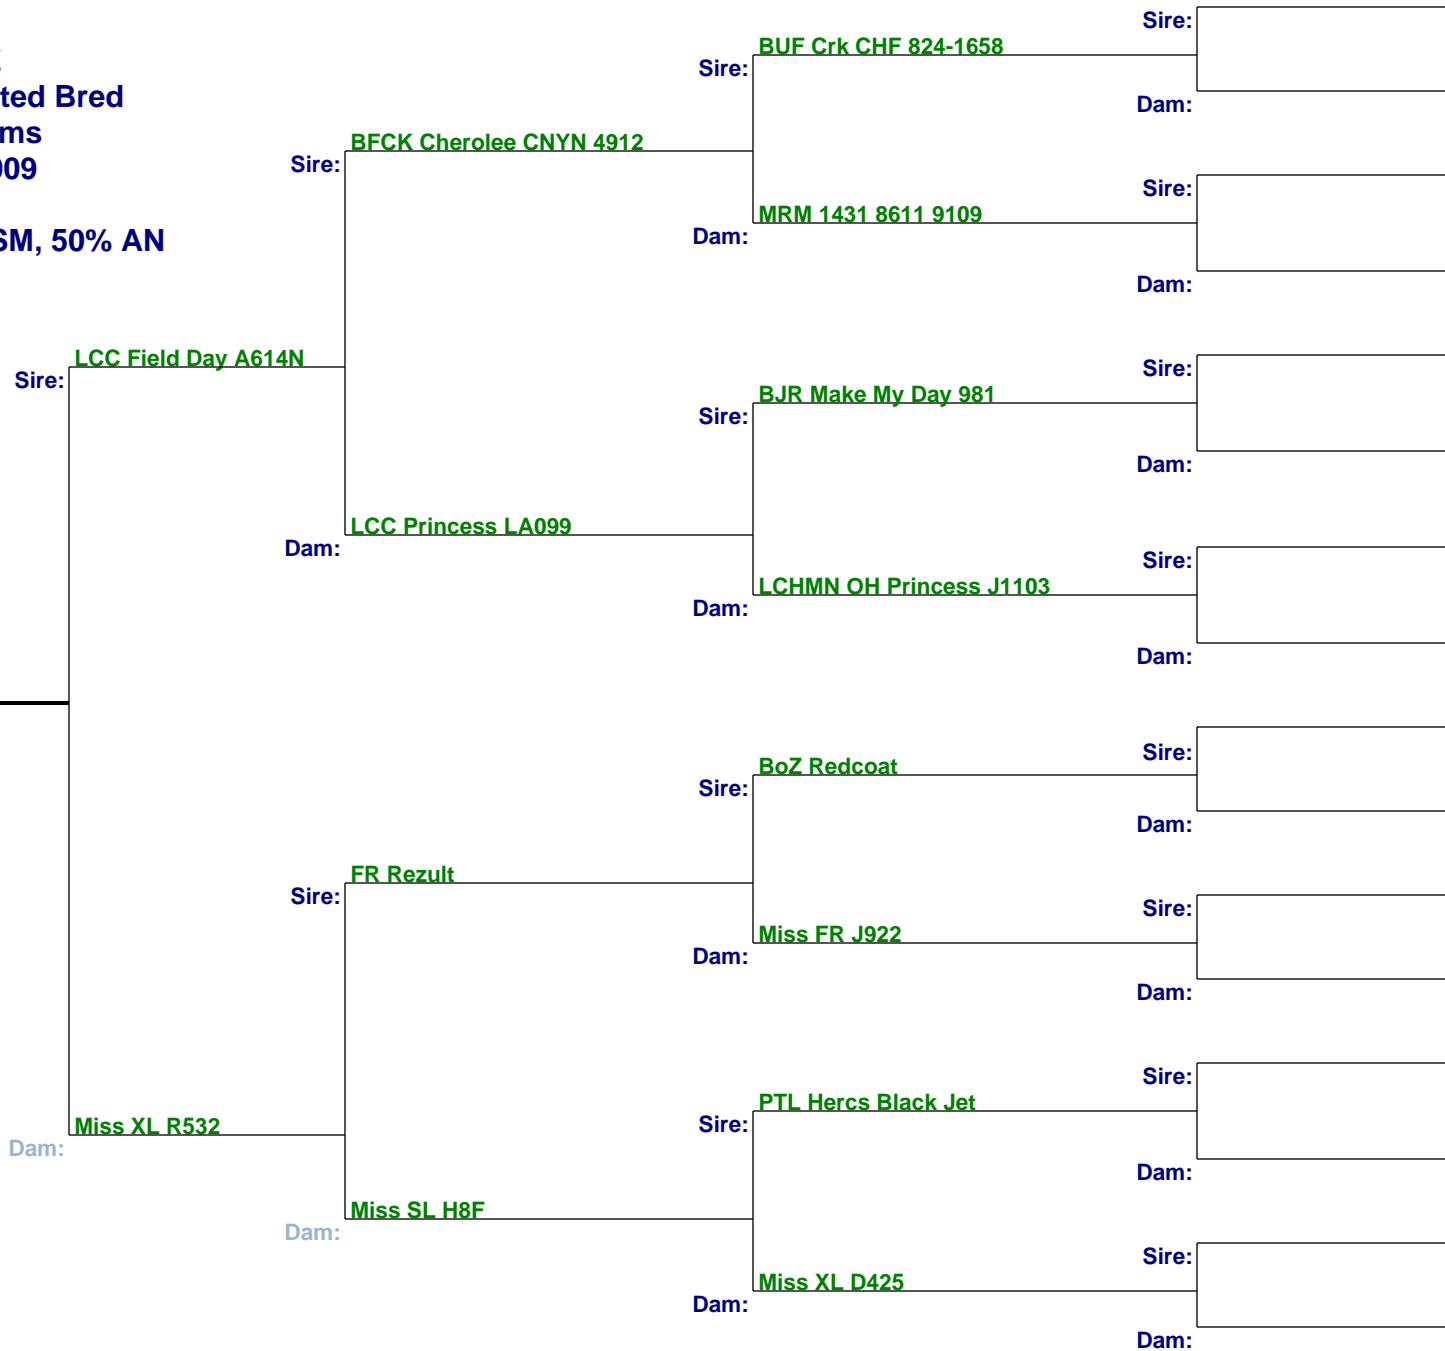 ted Bred
ms
009
SM, 50% AN
Sire:
LCC Field Day A614N
Dam:
Miss XL R532
Sire:
BFCK Cherolee CNYN 4912
Dam:
LCC Princess LA099
Sire:
FR Rezult
Dam:
Miss SL H8F
Sire:
BUF Crk CHF 824-1658
Dam:
MRM 1431 8611 9109
Sire:
BJR Make My Day 981
Dam:
LCHMN OH Princess J1103
Sire:
BoZ Redcoat
Dam:
Miss FR J922
Sire:
PTL Hercs Black Jet
Dam:
Miss XL D425
Sire:
Dam:
Sire:
Dam:
Sire:
Dam:
Sire:
Dam:
Sire:
Dam:
Sire:
Dam:
Sire:
Dam:
Sire:
Dam: